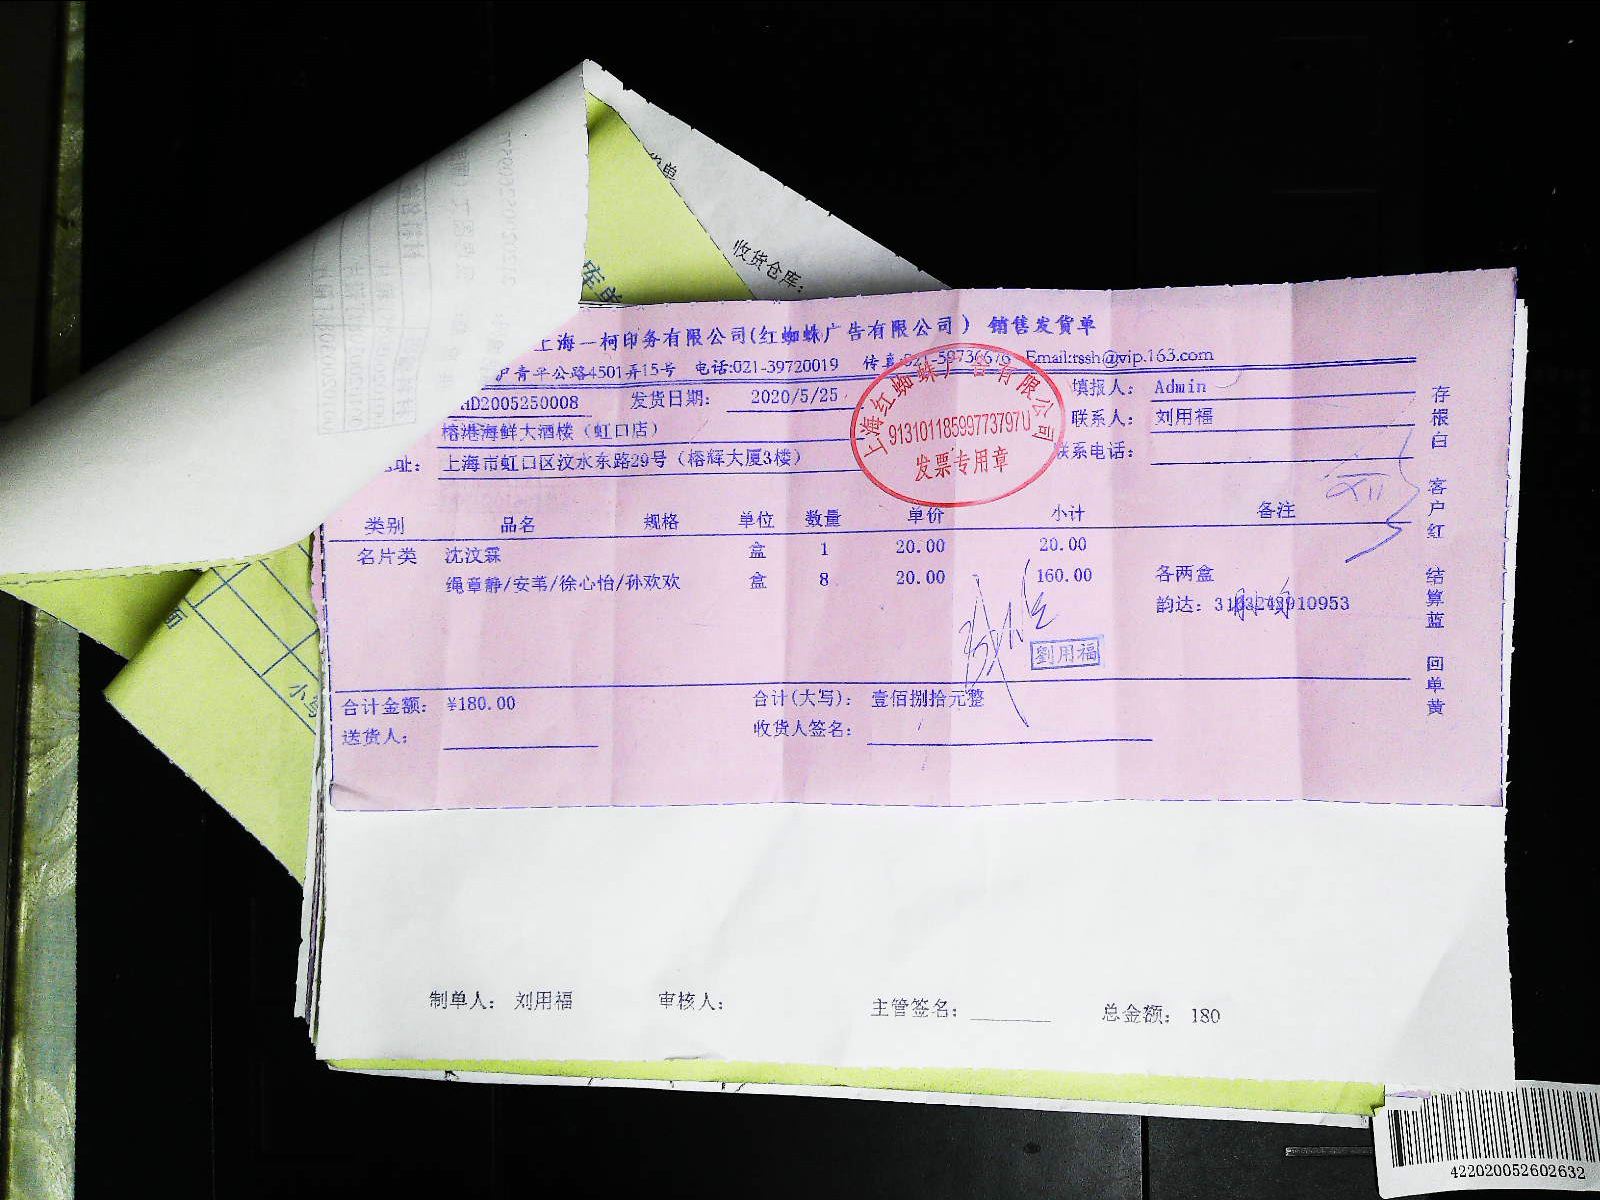 收货仓库:
库单
上海一柯印务有限公司(红蜘蛛广告有限公司) 销售发货单
沪青平公路4501弄15号 电话:021-39720019 传真:021-59736676 Email:rssh@vip.163.com
HD2005250008 发货日期: 2020/5/25 填报人: Admin
榕港海鲜大酒楼(虹口店) 联系人: 刘用福
址: 上海市虹口区汶水东路29号(榕辉大厦3楼) 联系电话:
上海红蜘蛛广告有限公司
91310118599773797U
发票专用章
类别 品名 规格 单位 数量 单价 小计 备注
名片类 沈汶霖 盒 1 20.00 20.00
绳章静/安苇/徐心怡/孙欢欢 盒 8 20.00 160.00 各两盒
韵达: 3103242910953
劉用福
合计金额: ¥180.00 合计(大写): 壹佰捌拾元整
送货人: 收货人签名:
存根白 客户红 结算蓝 回单黄
制单人: 刘用福 审核人: 主管签名: 总金额: 180
422020052602632